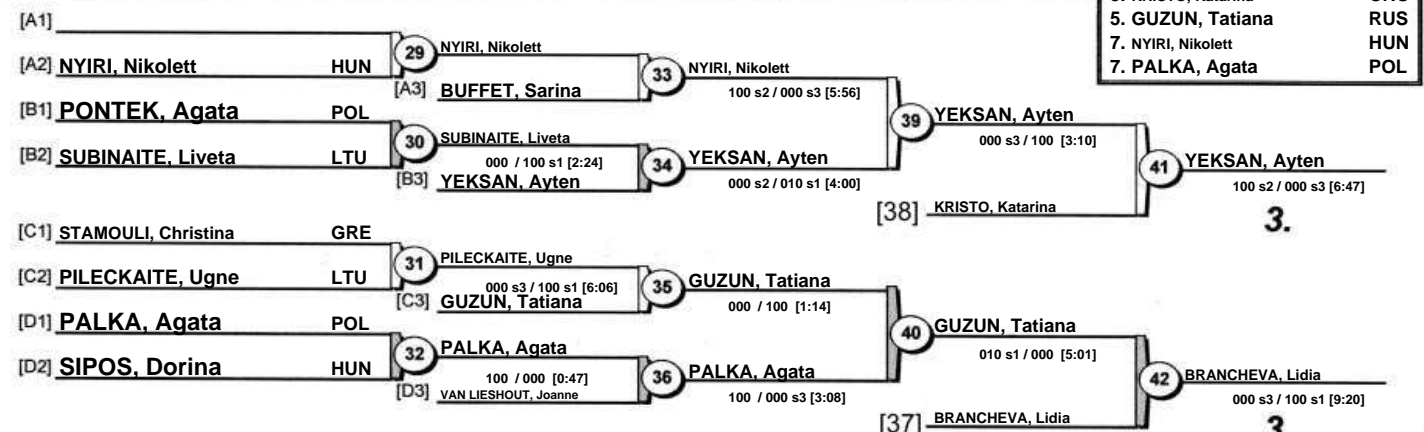 5. GUZUN, Tatiana RUS
7. NYIRI, Nikolett HUN
7. PALKA, Agata POL
[A1]
[A2] NYIRI, Nikolett HUN
29 NYIRI, Nikolett
[A3] BUFFET, Sarina
33 NYIRI, Nikolett
100 s2 / 000 s3 [5:56]
[B1] PONTEK, Agata POL
[B2] SUBINAITE, Liveta LTU
30 SUBINAITE, Liveta
000 / 100 s1 [2:24]
[B3] YEKSAN, Ayten
34 YEKSAN, Ayten
000 s2 / 010 s1 [4:00]
39 YEKSAN, Ayten
000 s3 / 100 [3:10]
[38] KRISTO, Katarina
41 YEKSAN, Ayten
100 s2 / 000 s3 [6:47]
3.
[C1] STAMOULI, Christina GRE
[C2] PILECKAITE, Ugne LTU
31 PILECKAITE, Ugne
000 s3 / 100 s1 [6:06]
[C3] GUZUN, Tatiana
35 GUZUN, Tatiana
000 / 100 [1:14]
[D1] PALKA, Agata POL
[D2] SIPOS, Dorina HUN
32 PALKA, Agata
100 / 000 [0:47]
[D3] VAN LIESHOUT, Joanne
36 PALKA, Agata
100 / 000 s3 [3:08]
40 GUZUN, Tatiana
010 s1 / 000 [5:01]
[37] BRANCHEVA, Lidia
42 BRANCHEVA, Lidia
000 s3 / 100 s1 [9:20]
3